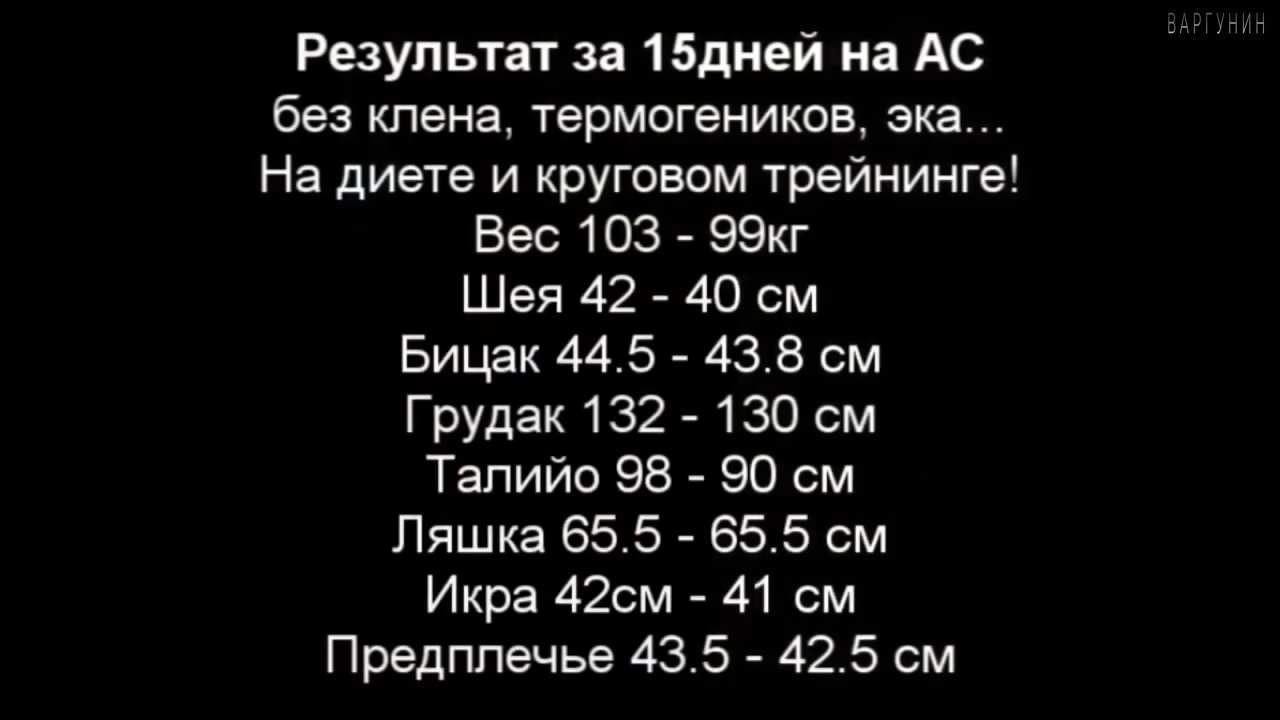 ВАРГУНИН
Результат за 15дней на АС
без клена, термогеников, эка...
На диете и круговом трейнинге!
Вес 103 - 99кг
Шея 42 - 40 см
Бицак 44.5 - 43.8 см
Грудак 132 - 130 см
Талийо 98 - 90 см
Ляшка 65.5 - 65.5 см
Икра 42см - 41 см
Предплечье 43.5 - 42.5 см